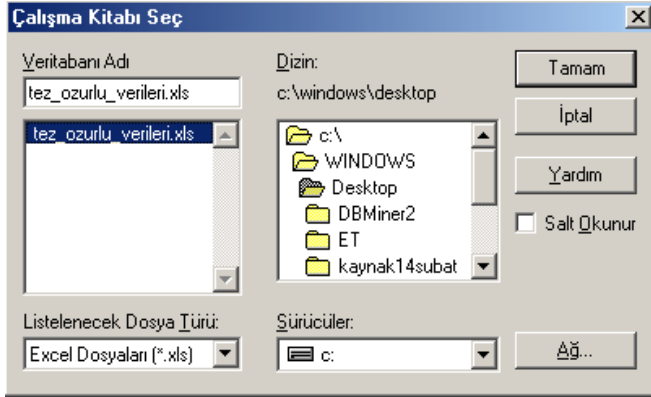 Çalışma Kitabı Seç
Veritabanı Adı
tez_ozurlu_verileri.xls
tez_ozurlu_verileri.xls
Listelenecek Dosya Türü:
Excel Dosyaları (*.xls)
Dizin:
c:\windows\desktop
c:\
WINDOWS
Desktop
DBMiner2
ET
kaynak14subat
Sürücüler:
c:
Tamam
İptal
Yardım
Salt Okunur
Ağ...